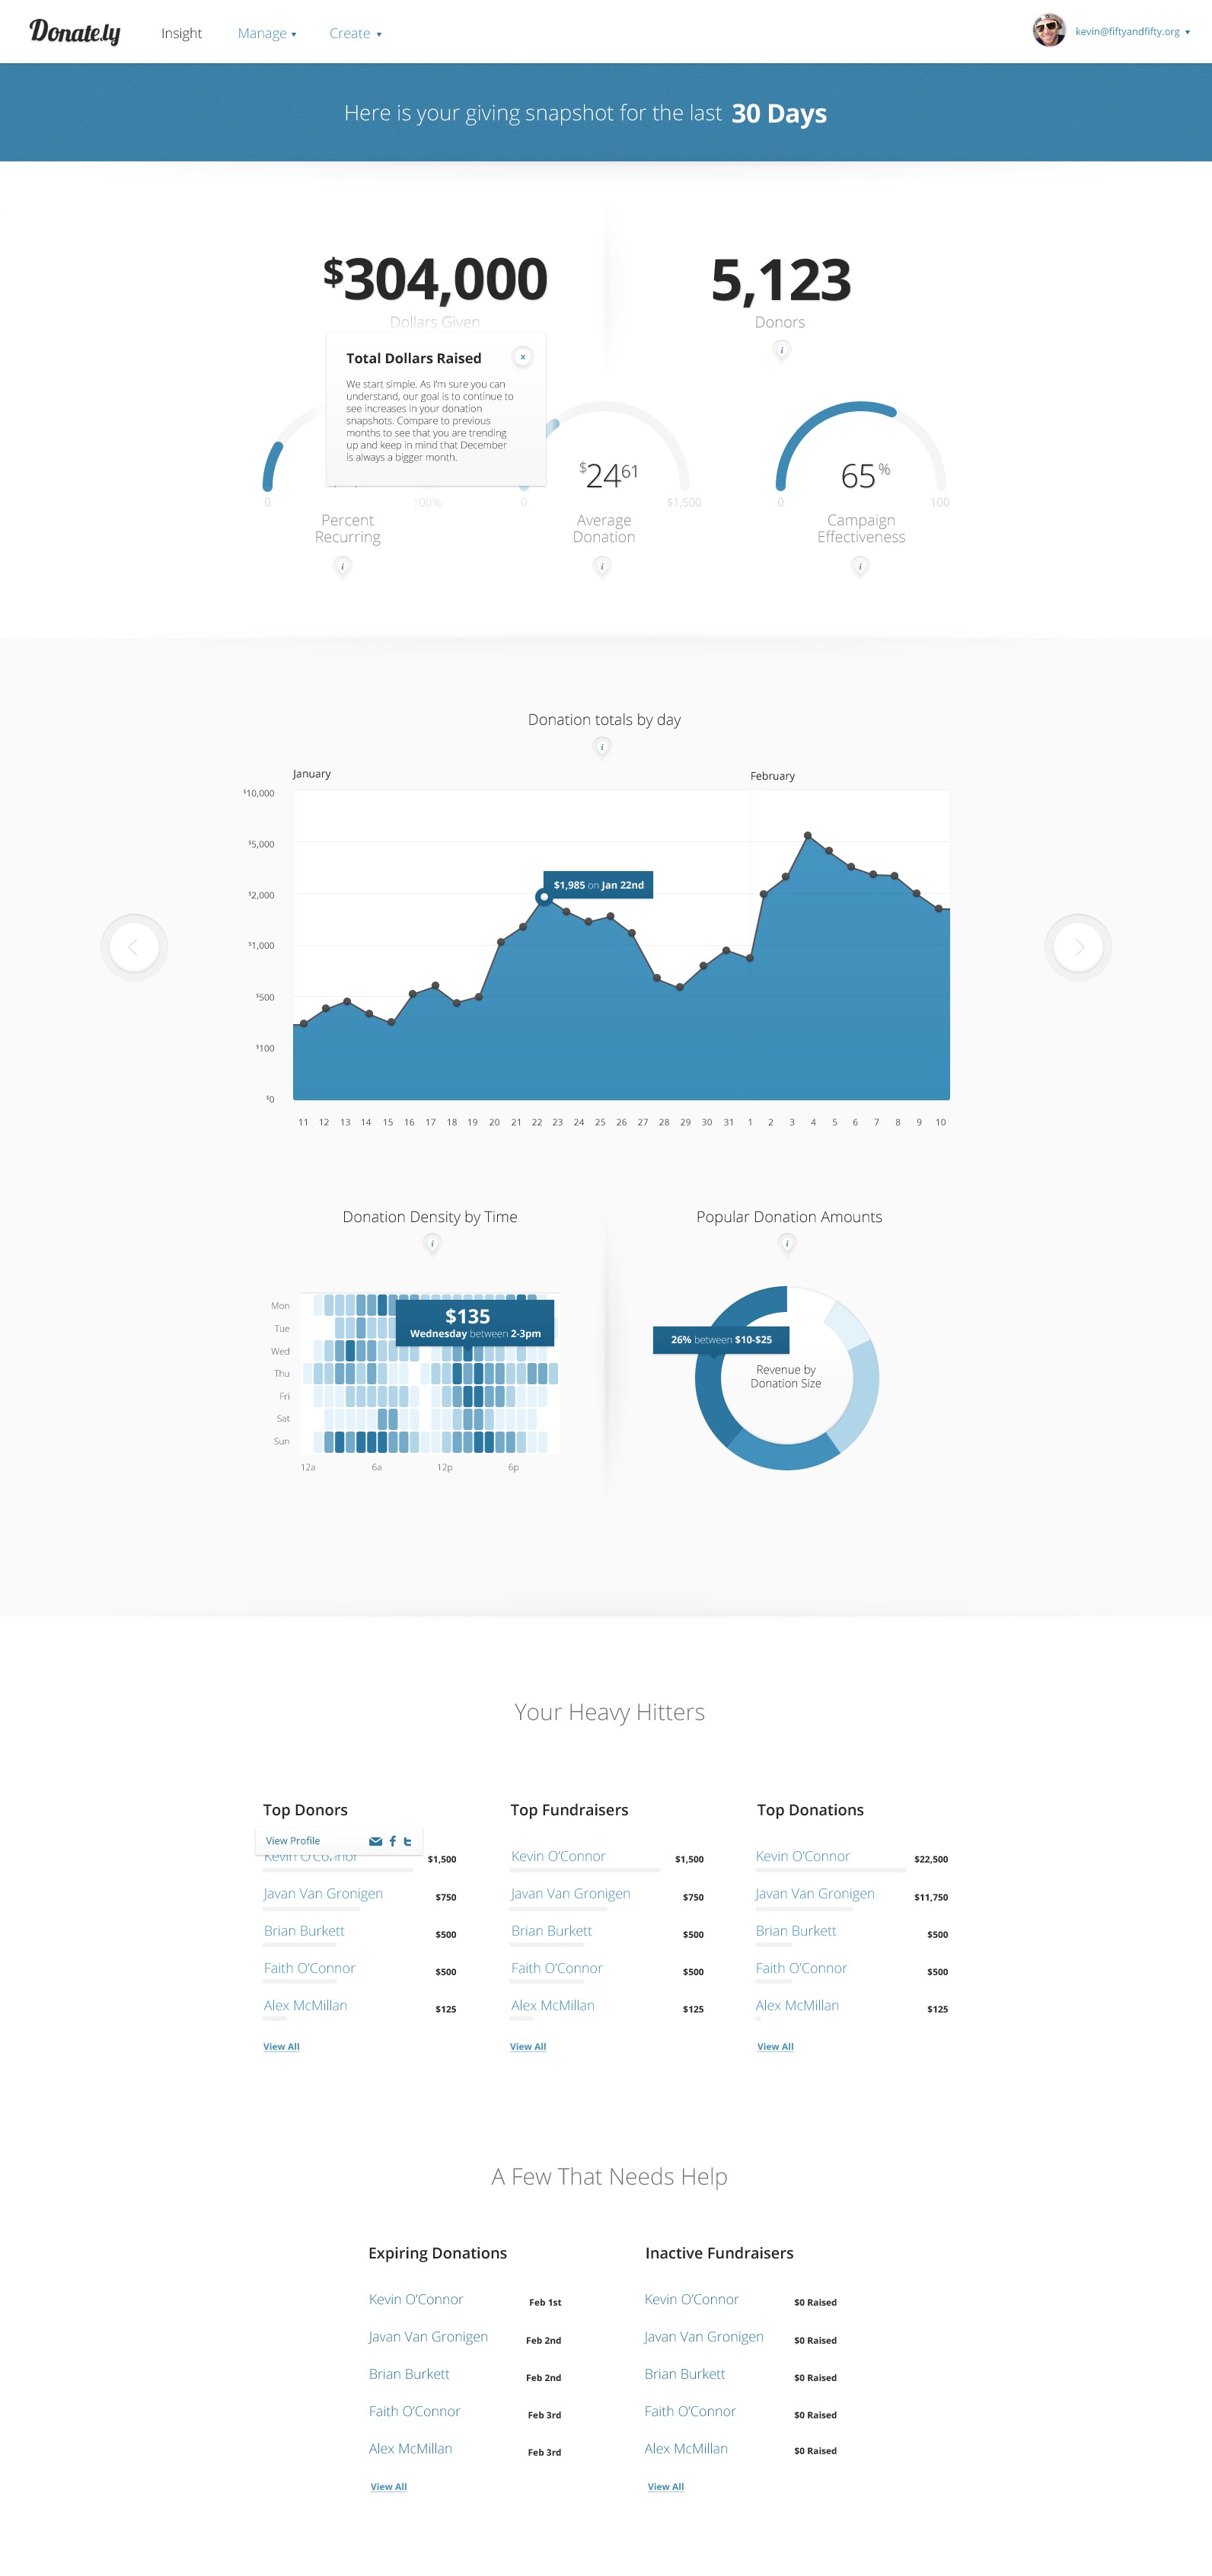 Donate.ly
Insight
Manage
Create
kevin@fiftyandfifty.org
Here is your giving snapshot for the last 30 Days
$304,000
Dollars Given
5,123
Donors
i
Total Dollars Raised
x
We start simple. As I'm sure you can
understand, our goal is to continue to
see increases in your donation
snapshots. Compare to previous
months to see that you are trending
up and keep in mind that December
is always a bigger month.
0
100%
Percent
Recurring
i
$24 61
0
$1,500
Average
Donation
i
65 %
0
100
Campaign
Effectiveness
i
Donation totals by day
i
January
February
$10,000
$5,000
$2,000
$1,000
$500
$100
$0
$1,985 on Jan 22nd
11 12 13 14 15 16 17 18 19 20 21 22 23 24 25 26 27 28 29 30 31 1 2 3 4 5 6 7 8 9 10
Donation Density by Time
i
Mon
Tue
Wed
Thu
Fri
Sat
Sun
$135
Wednesday between 2-3pm
12a 6a 12p 6p
Popular Donation Amounts
i
26% between $10-$25
Revenue by
Donation Size
Your Heavy Hitters
Top Donors
View Profile
Kevin O'Connor $1,500
Javan Van Gronigen $750
Brian Burkett $500
Faith O'Connor $500
Alex McMillan $125
View All
Top Fundraisers
Kevin O'Connor $1,500
Javan Van Gronigen $750
Brian Burkett $500
Faith O'Connor $500
Alex McMillan $125
View All
Top Donations
Kevin O'Connor $22,500
Javan Van Gronigen $11,750
Brian Burkett $500
Faith O'Connor $500
Alex McMillan $125
View All
A Few That Needs Help
Expiring Donations
Kevin O'Connor Feb 1st
Javan Van Gronigen Feb 2nd
Brian Burkett Feb 2nd
Faith O'Connor Feb 3rd
Alex McMillan Feb 3rd
View All
Inactive Fundraisers
Kevin O'Connor $0 Raised
Javan Van Gronigen $0 Raised
Brian Burkett $0 Raised
Faith O'Connor $0 Raised
Alex McMillan $0 Raised
View All